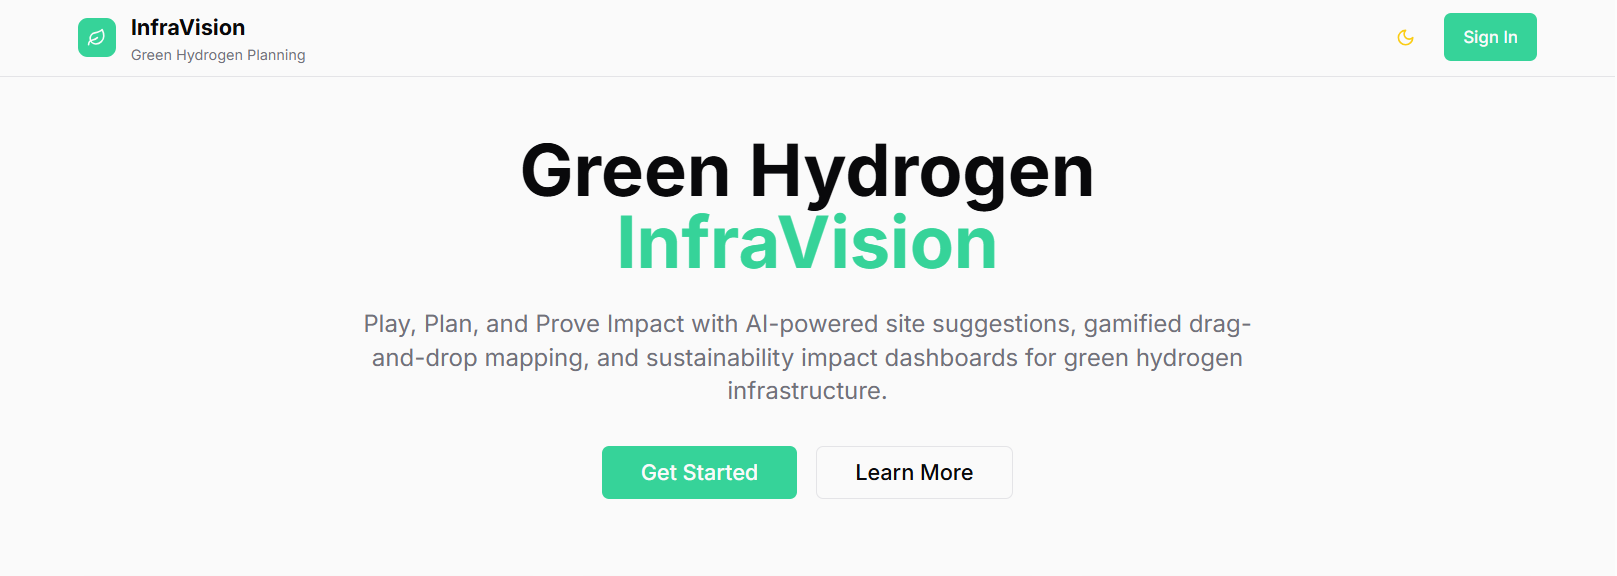 InfraVision
Green Hydrogen Planning
Sign In
Green Hydrogen
InfraVision
Play, Plan, and Prove Impact with AI-powered site suggestions, gamified drag-
and-drop mapping, and sustainability impact dashboards for green hydrogen
infrastructure.
Get Started
Learn More